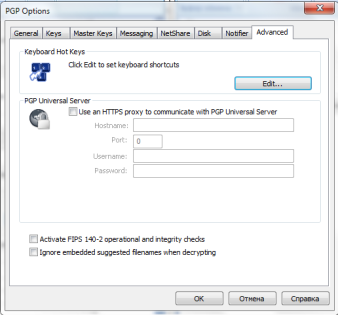 PGP Options
General Keys Master Keys Messaging NetShare Disk Notifier Advanced
Keyboard Hot Keys
Click Edit to set keyboard shortcuts
Edit...
PGP Universal Server
Use an HTTPS proxy to communicate with PGP Universal Server
Hostname:
Port: 0
Username:
Password:
Activate FIPS 140-2 operational and integrity checks
Ignore embedded suggested filenames when decrypting
OK Отмена Справка